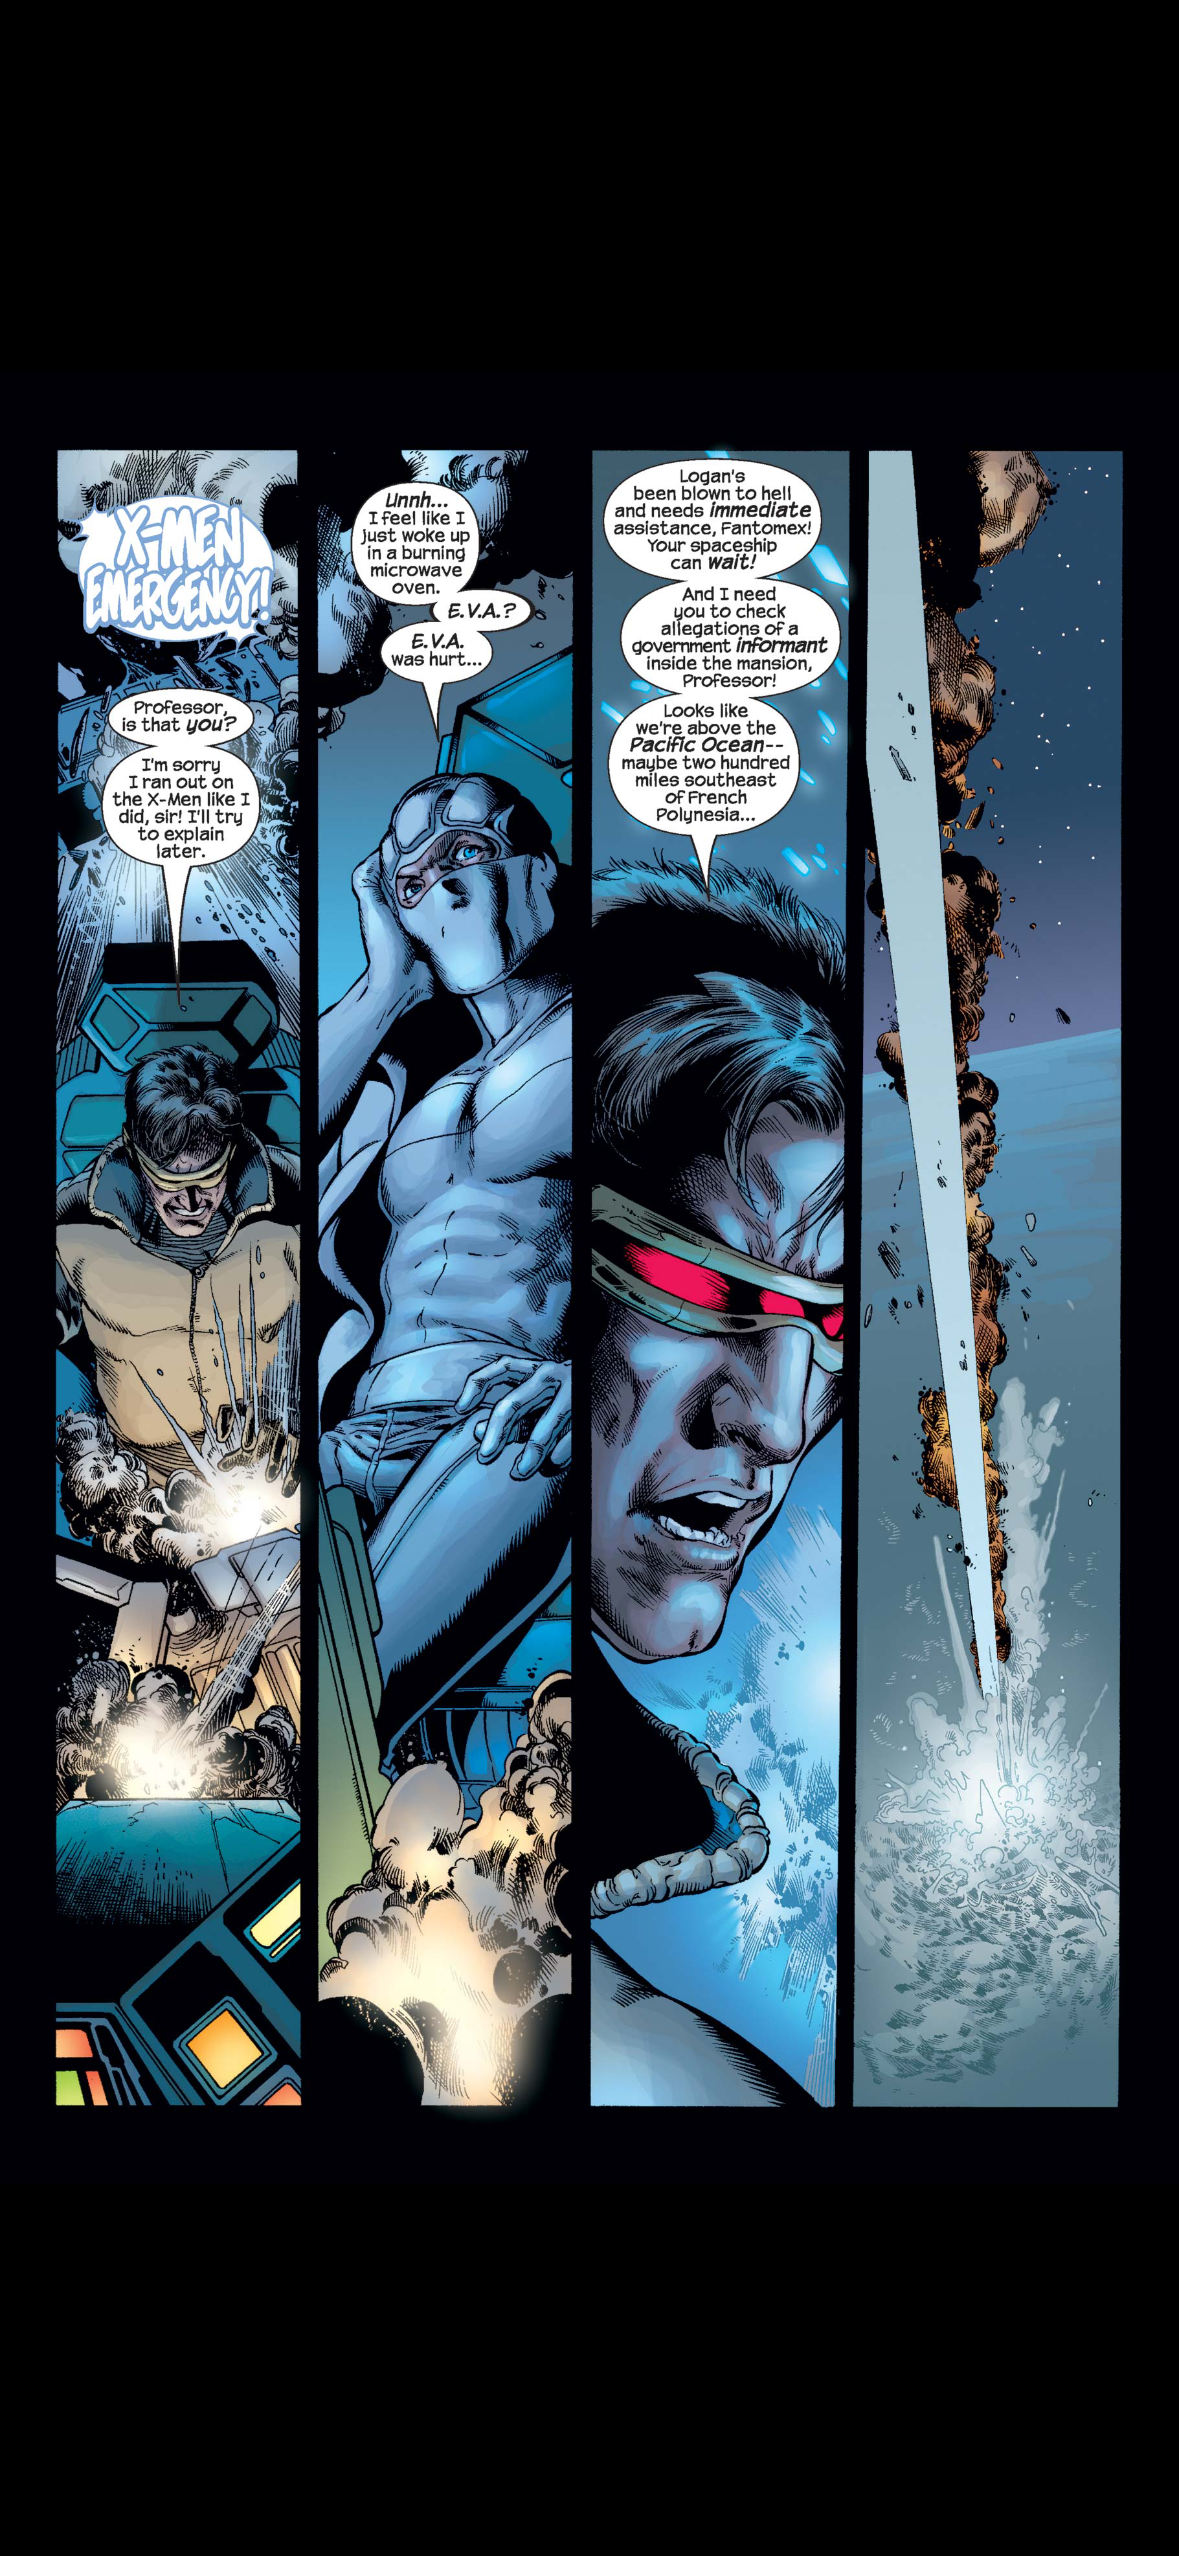 X-MEN
EMERGENCY!
Professor,
is that you?
I'm sorry
I ran out on
the X-Men like I
did, sir! I'll try
to explain
later.
Unnh...
I feel like I
just woke up
in a burning
microwave
oven.
E.V.A.?
E.V.A.
was hurt...
Logan's
been blown to hell
and needs immediate
assistance, Fantomex!
Your spaceship
can wait!
And I need
you to check
allegations of a
government informant
inside the mansion,
Professor!
Looks like
we're above the
Pacific Ocean--
maybe two hundred
miles southeast
of French
Polynesia...